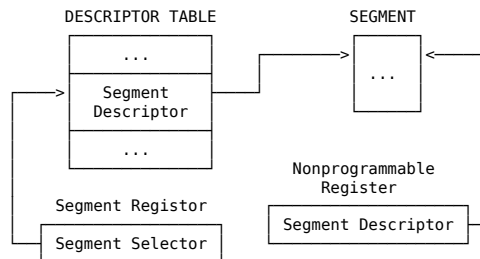 DESCRIPTOR TABLE
SEGMENT
...
Segment
Descriptor
...
...
Nonprogrammable
Register
Segment Registor
Segment Selector
Segment Descriptor